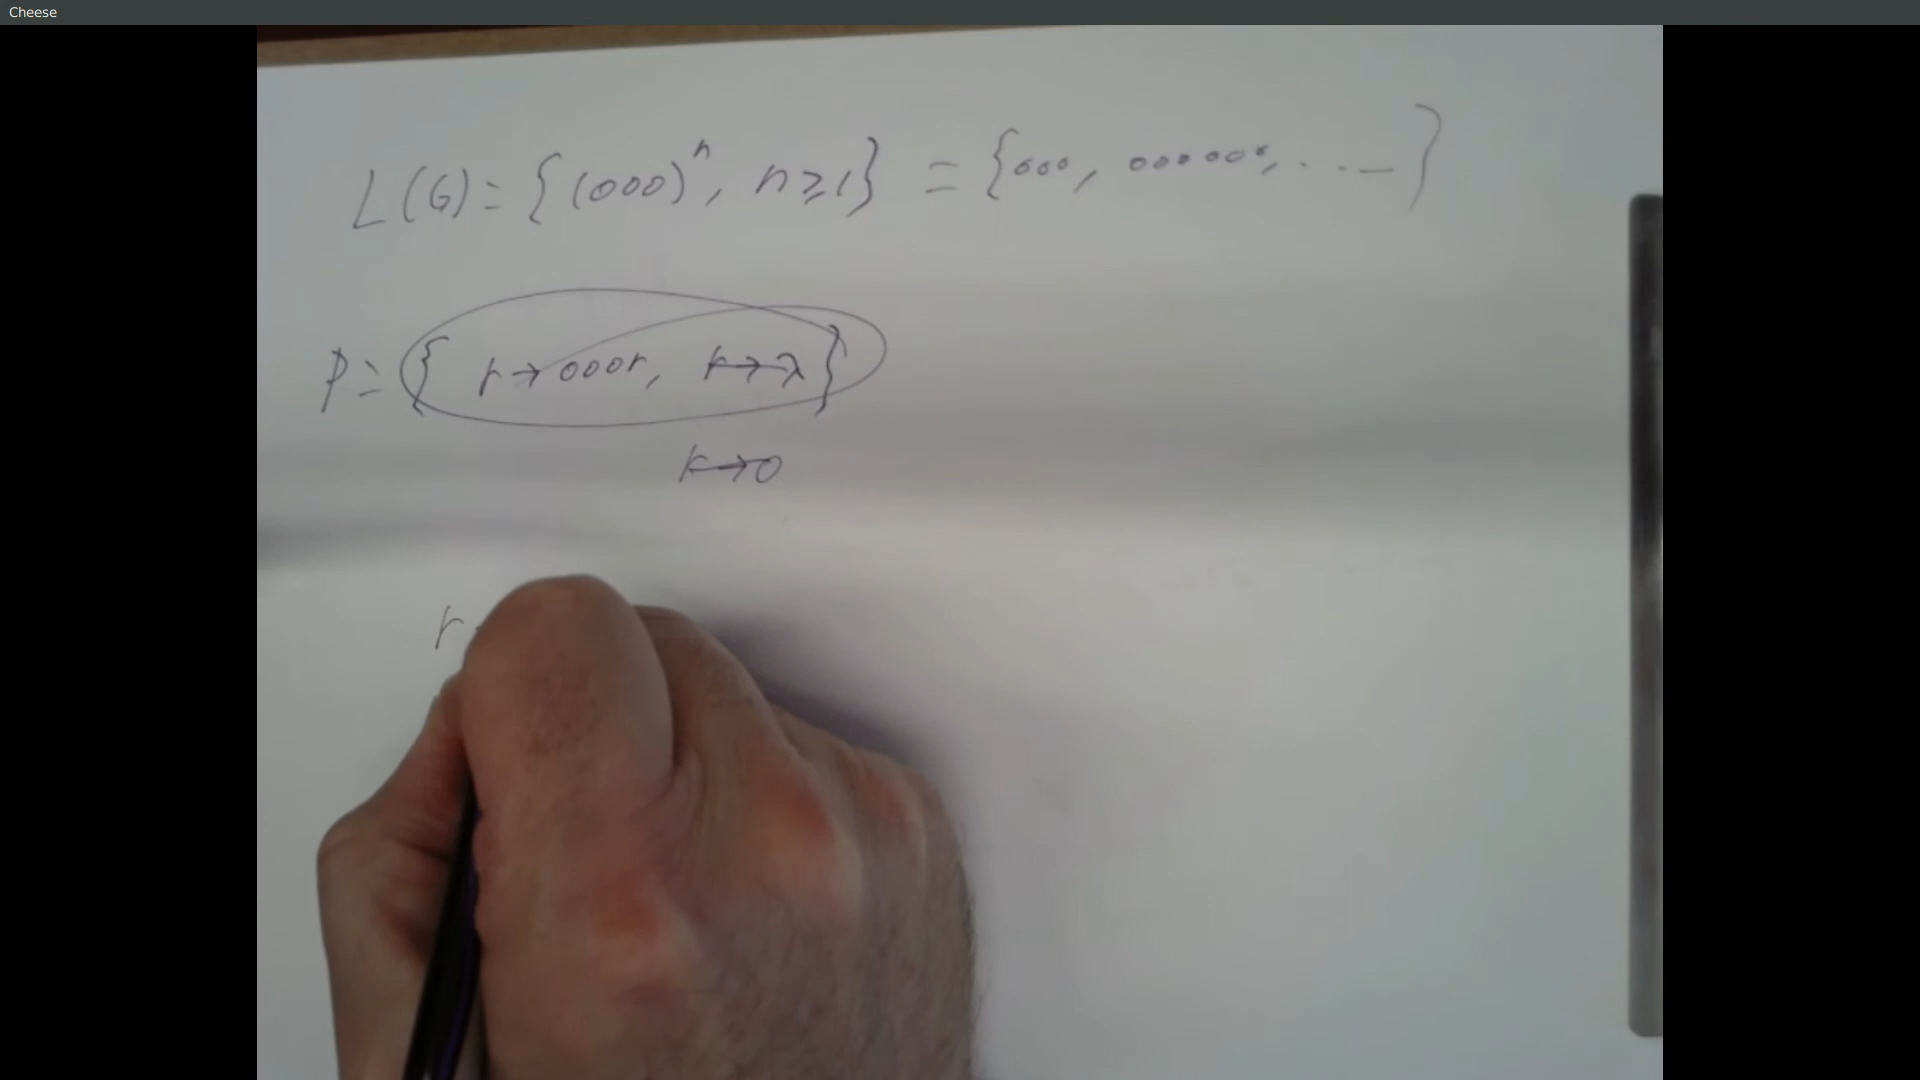 Cheese
L(G) = {(000)ⁿ, n⩾1} = {000, 000000, ...}
P = { r→000r, r→λ}
r→0
r